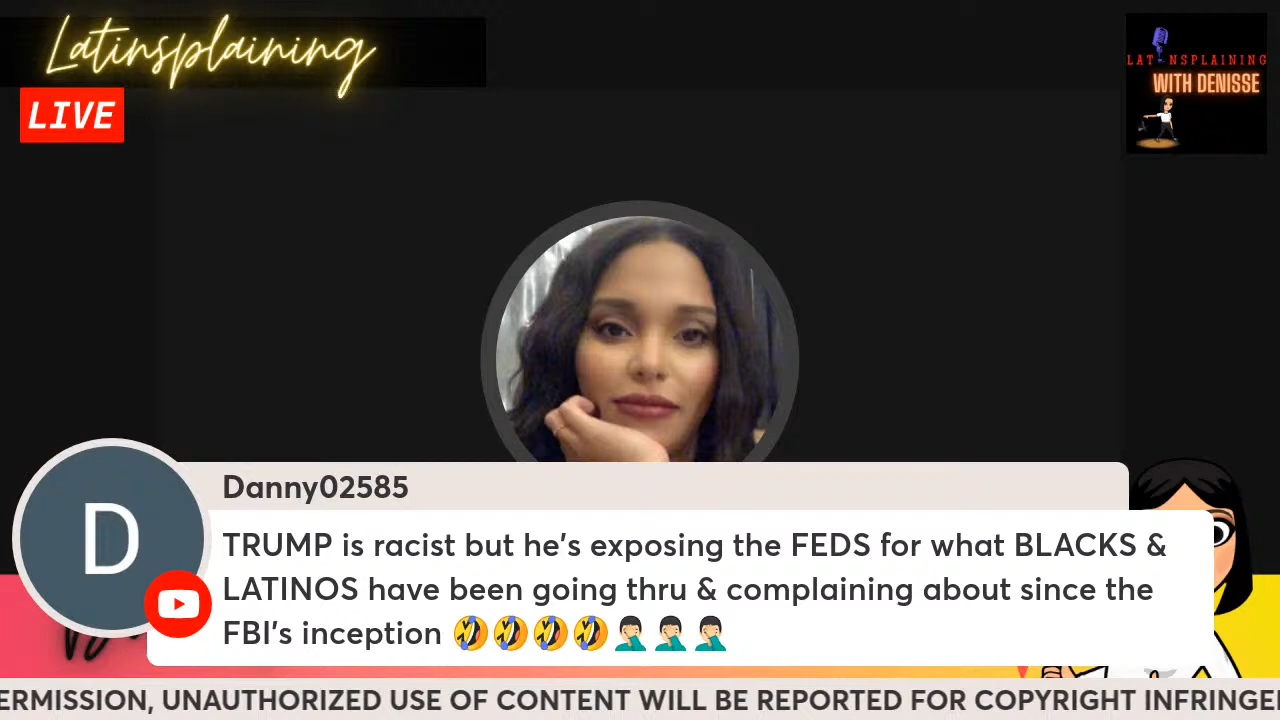 Latinsplaining
LIVE
LATINSPLAINING
WITH DENISSE
D
Danny02585
TRUMP is racist but he's exposing the FEDS for what BLACKS &
LATINOS have been going thru & complaining about since the
FBI's inception 🤣🤣🤣🤣🤦🏻‍♂️🤦🏻‍♂️🤦🏻‍♂️
ERMISSION, UNAUTHORIZED USE OF CONTENT WILL BE REPORTED FOR COPYRIGHT INFRINGE